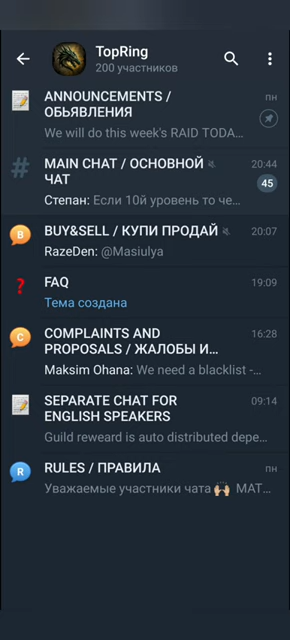 TopRing
200 участников
ANNOUNCEMENTS /
ОБЬЯВЛЕНИЯ
пн
We will do this week's RAID TODA...
#
MAIN CHAT / ОСНОВНОЙ
ЧАТ
20:44
45
Степан: Если 10й уровень то че...
B
BUY&SELL / КУПИ ПРОДАЙ
20:07
RazeDen: @Masiulya
?
FAQ
19:09
Тема создана
C
COMPLAINTS AND
PROPOSALS / ЖАЛОБЫ И...
16:28
Maksim Ohana: We need a blacklist -...
SEPARATE CHAT FOR
ENGLISH SPEAKERS
09:14
Guild reweard is auto distributed depe...
R
RULES / ПРАВИЛА
пн
Уважаемые участники чата 🙌🏼 МАТ...